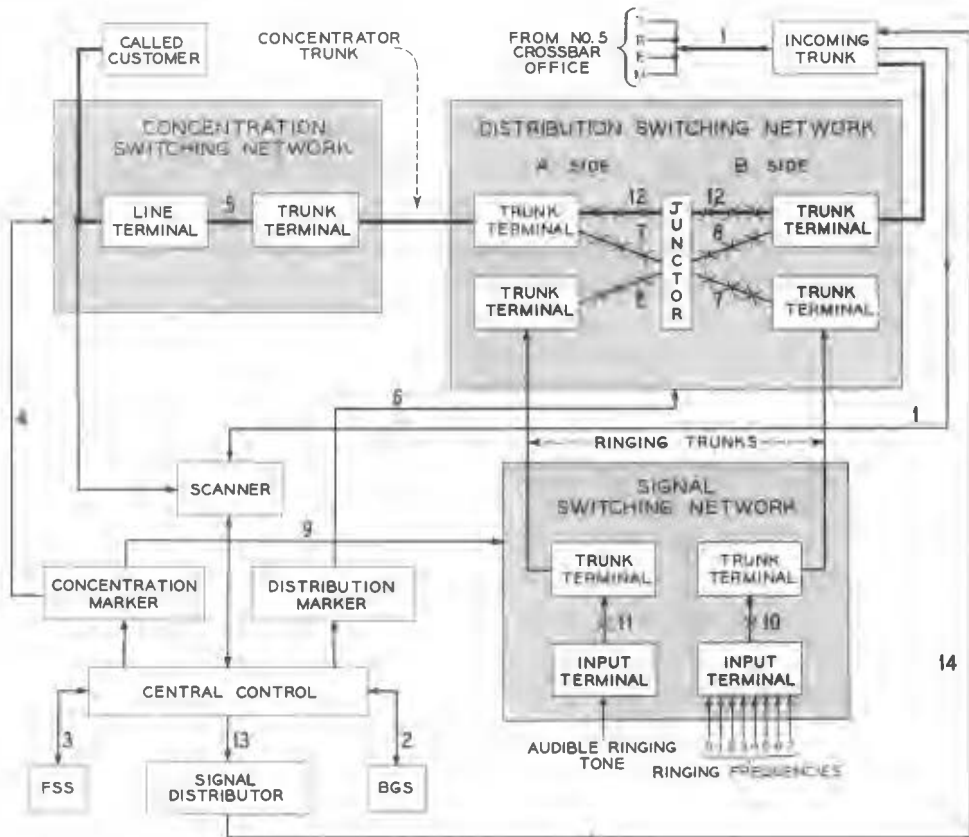 CALLED
CUSTOMER
CONCENTRATOR
TRUNK
FROM NO. 5
CROSSBAR
OFFICE
T
R
E
M
1
INCOMING
TRUNK
CONCENTRATION
SWITCHING NETWORK
LINE
TERMINAL
5
TRUNK
TERMINAL
DISTRIBUTION SWITCHING NETWORK
A SIDE
B SIDE
TRUNK
TERMINAL
12
7
JUNCTOR
12
8
TRUNK
TERMINAL
TRUNK
TERMINAL
8
7
TRUNK
TERMINAL
4
6
1
RINGING TRUNKS
SCANNER
SIGNAL
SWITCHING NETWORK
9
CONCENTRATION
MARKER
DISTRIBUTION
MARKER
TRUNK
TERMINAL
TRUNK
TERMINAL
11
10
INPUT
TERMINAL
INPUT
TERMINAL
14
CENTRAL CONTROL
3
13
2
AUDIBLE RINGING
TONE
RINGING FREQUENCIES
FSS
SIGNAL
DISTRIBUTOR
BGS